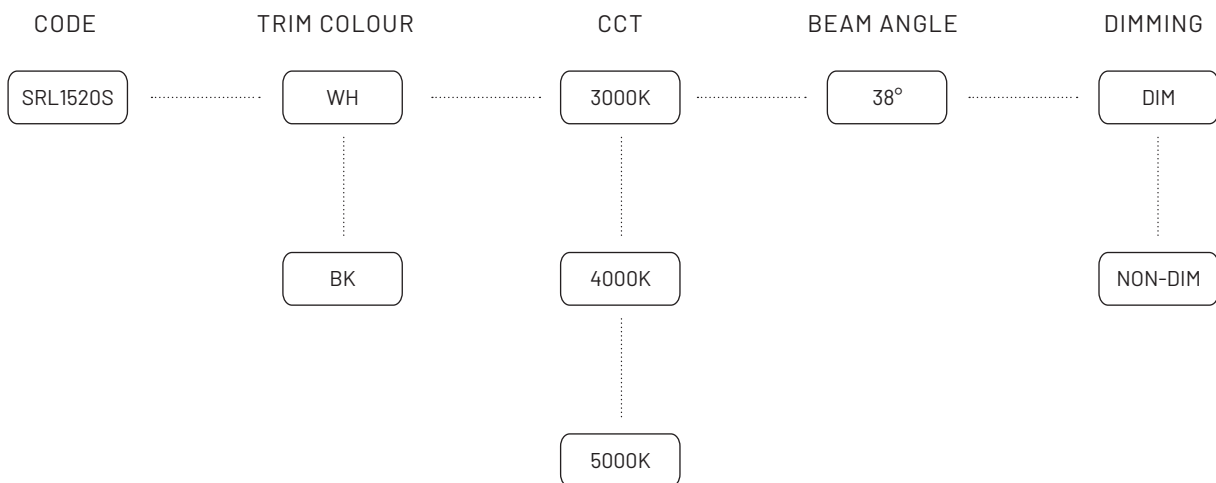 CODE TRIM COLOUR CCT BEAM ANGLE DIMMING
SRL1520S WH 3000K 38° DIM
BK 4000K NON-DIM
5000K